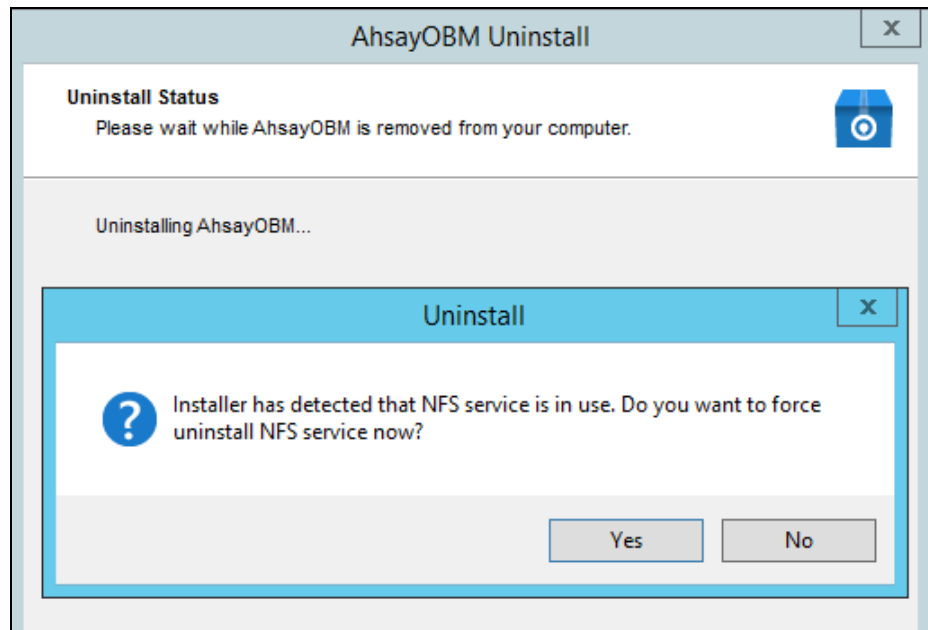 AhsayOBM Uninstall
x
Uninstall Status
Please wait while AhsayOBM is removed from your computer.
Uninstalling AhsayOBM...
Uninstall
x
Installer has detected that NFS service is in use. Do you want to force
uninstall NFS service now?
Yes
No